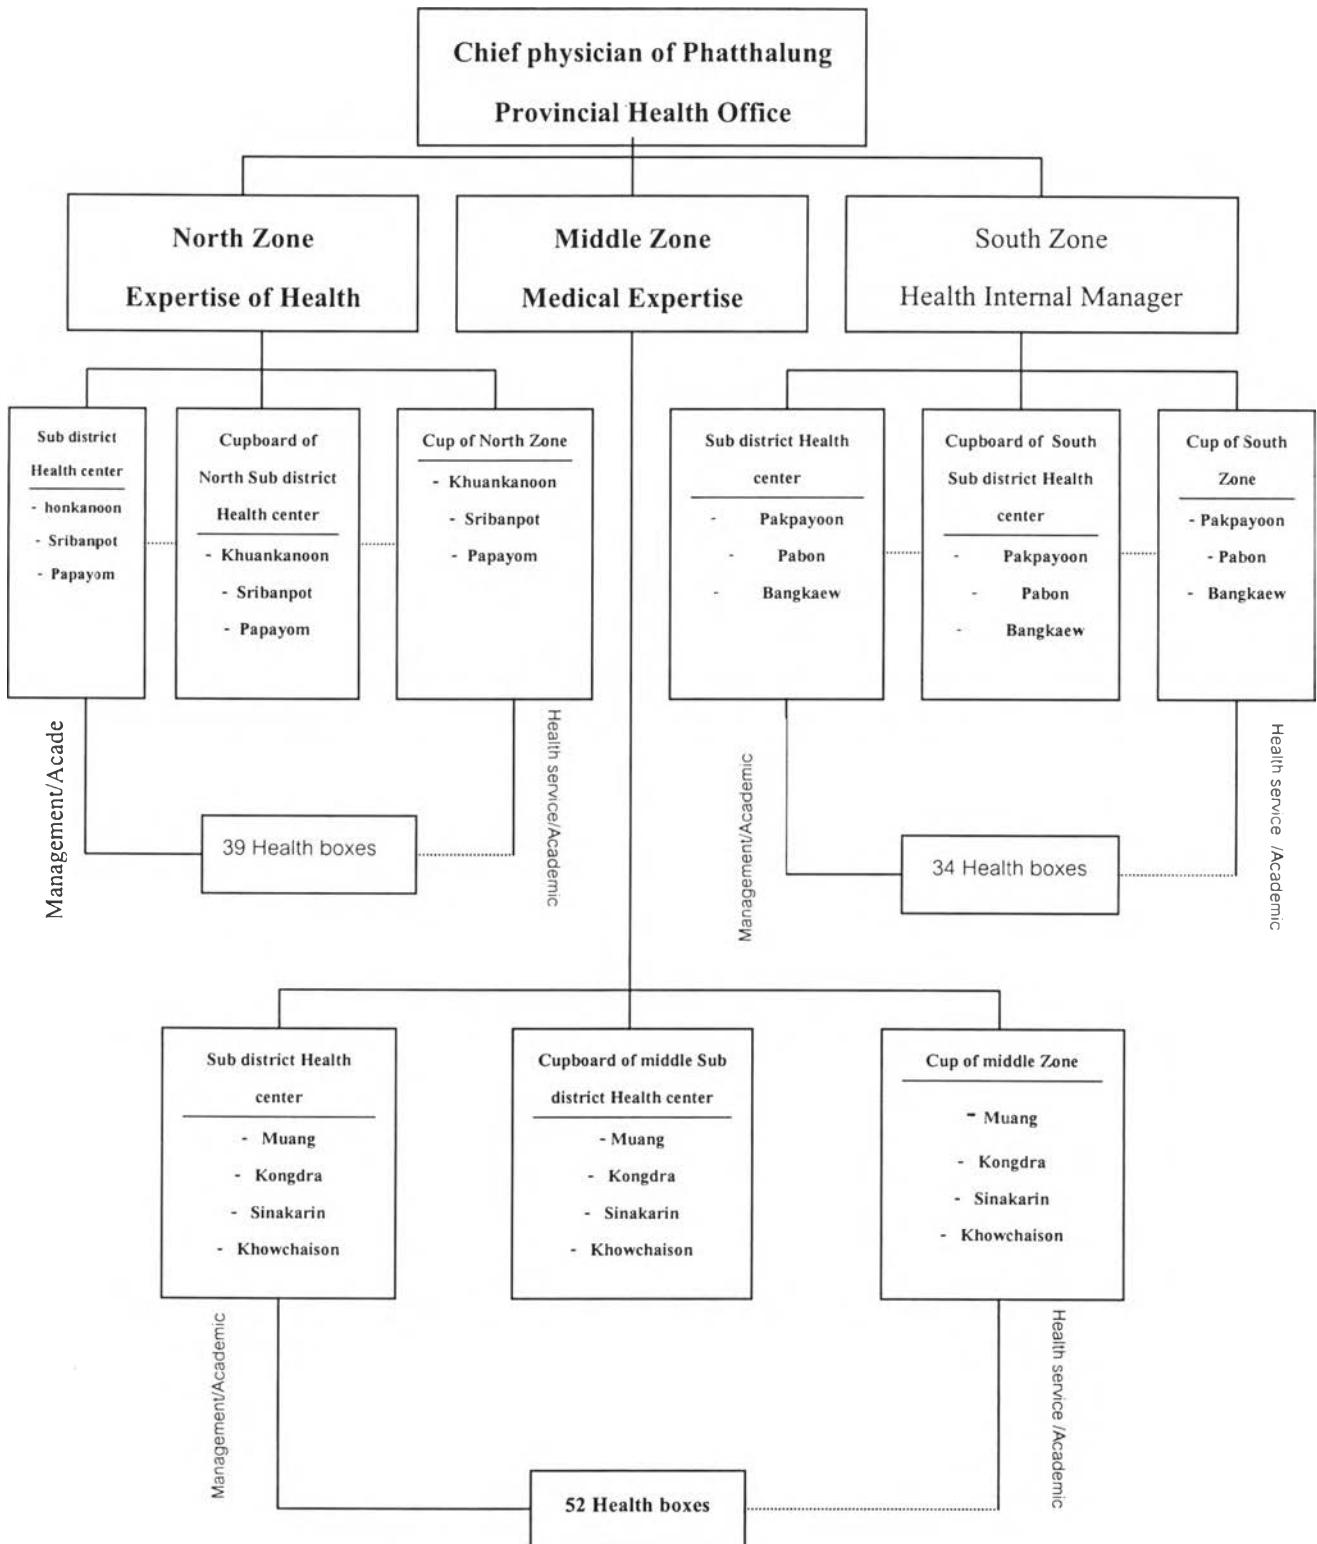 Chief physician of Phatthalung
Provincial Health Office
North Zone
Expertise of Health
Middle Zone
Medical Expertise
South Zone
Health Internal Manager
Sub district
Health center
- honkanoon
- Sribanpot
- Papayom
Cupboard of
North Sub district
Health center
- Khuankanoon
- Sribanpot
- Papayom
Cup of North Zone
- Khuankanoon
- Sribanpot
- Papayom
Sub district Health
center
- Pakpayoon
- Pabon
- Bangkaew
Cupboard of South
Sub district Health
center
- Pakpayoon
- Pabon
- Bangkaew
Cup of South
Zone
- Pakpayoon
- Pabon
- Bangkaew
Management/Acade
39 Health boxes
Health service/Academic
Management/Academic
34 Health boxes
Health service /Academic
Sub district Health
center
- Muang
- Kongdra
- Sinakarin
- Khowchaison
Cupboard of middle Sub
district Health center
- Muang
- Kongdra
- Sinakarin
- Khowchaison
Cup of middle Zone
- Muang
- Kongdra
- Sinakarin
- Khowchaison
Management/Academic
52 Health boxes
Health service /Academic